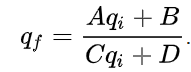 q_f = \frac{Aq_i + B}{Cq_i + D}.